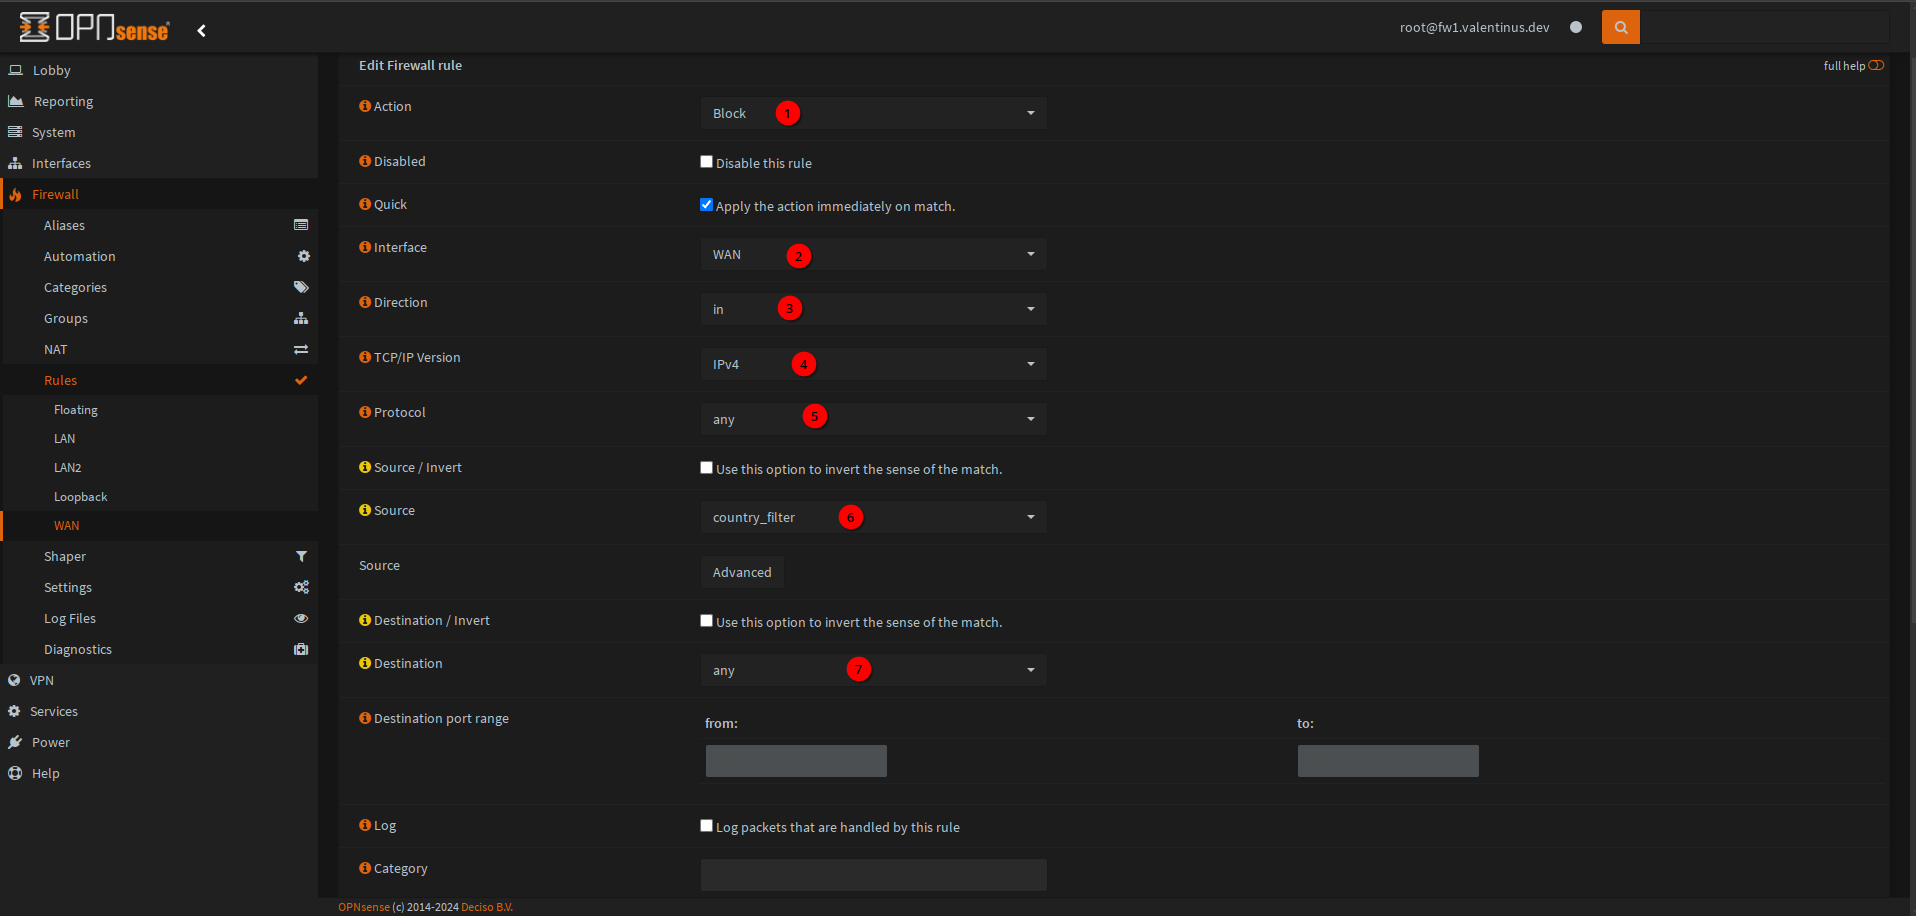 OPNsense
root@fw1.valentinus.dev
Lobby
Reporting
System
Interfaces
Firewall
Aliases
Automation
Categories
Groups
NAT
Rules
Floating
LAN
LAN2
Loopback
WAN
Shaper
Settings
Log Files
Diagnostics
VPN
Services
Power
Help
Edit Firewall rule
full help
Action
Block
1
Disabled
Disable this rule
Quick
Apply the action immediately on match.
Interface
WAN
2
Direction
in
3
TCP/IP Version
IPv4
4
Protocol
any
5
Source / Invert
Use this option to invert the sense of the match.
Source
country_filter
6
Source
Advanced
Destination / Invert
Use this option to invert the sense of the match.
Destination
any
7
Destination port range
from:
to:
Log
Log packets that are handled by this rule
Category
OPNsense (c) 2014-2024 Deciso B.V.